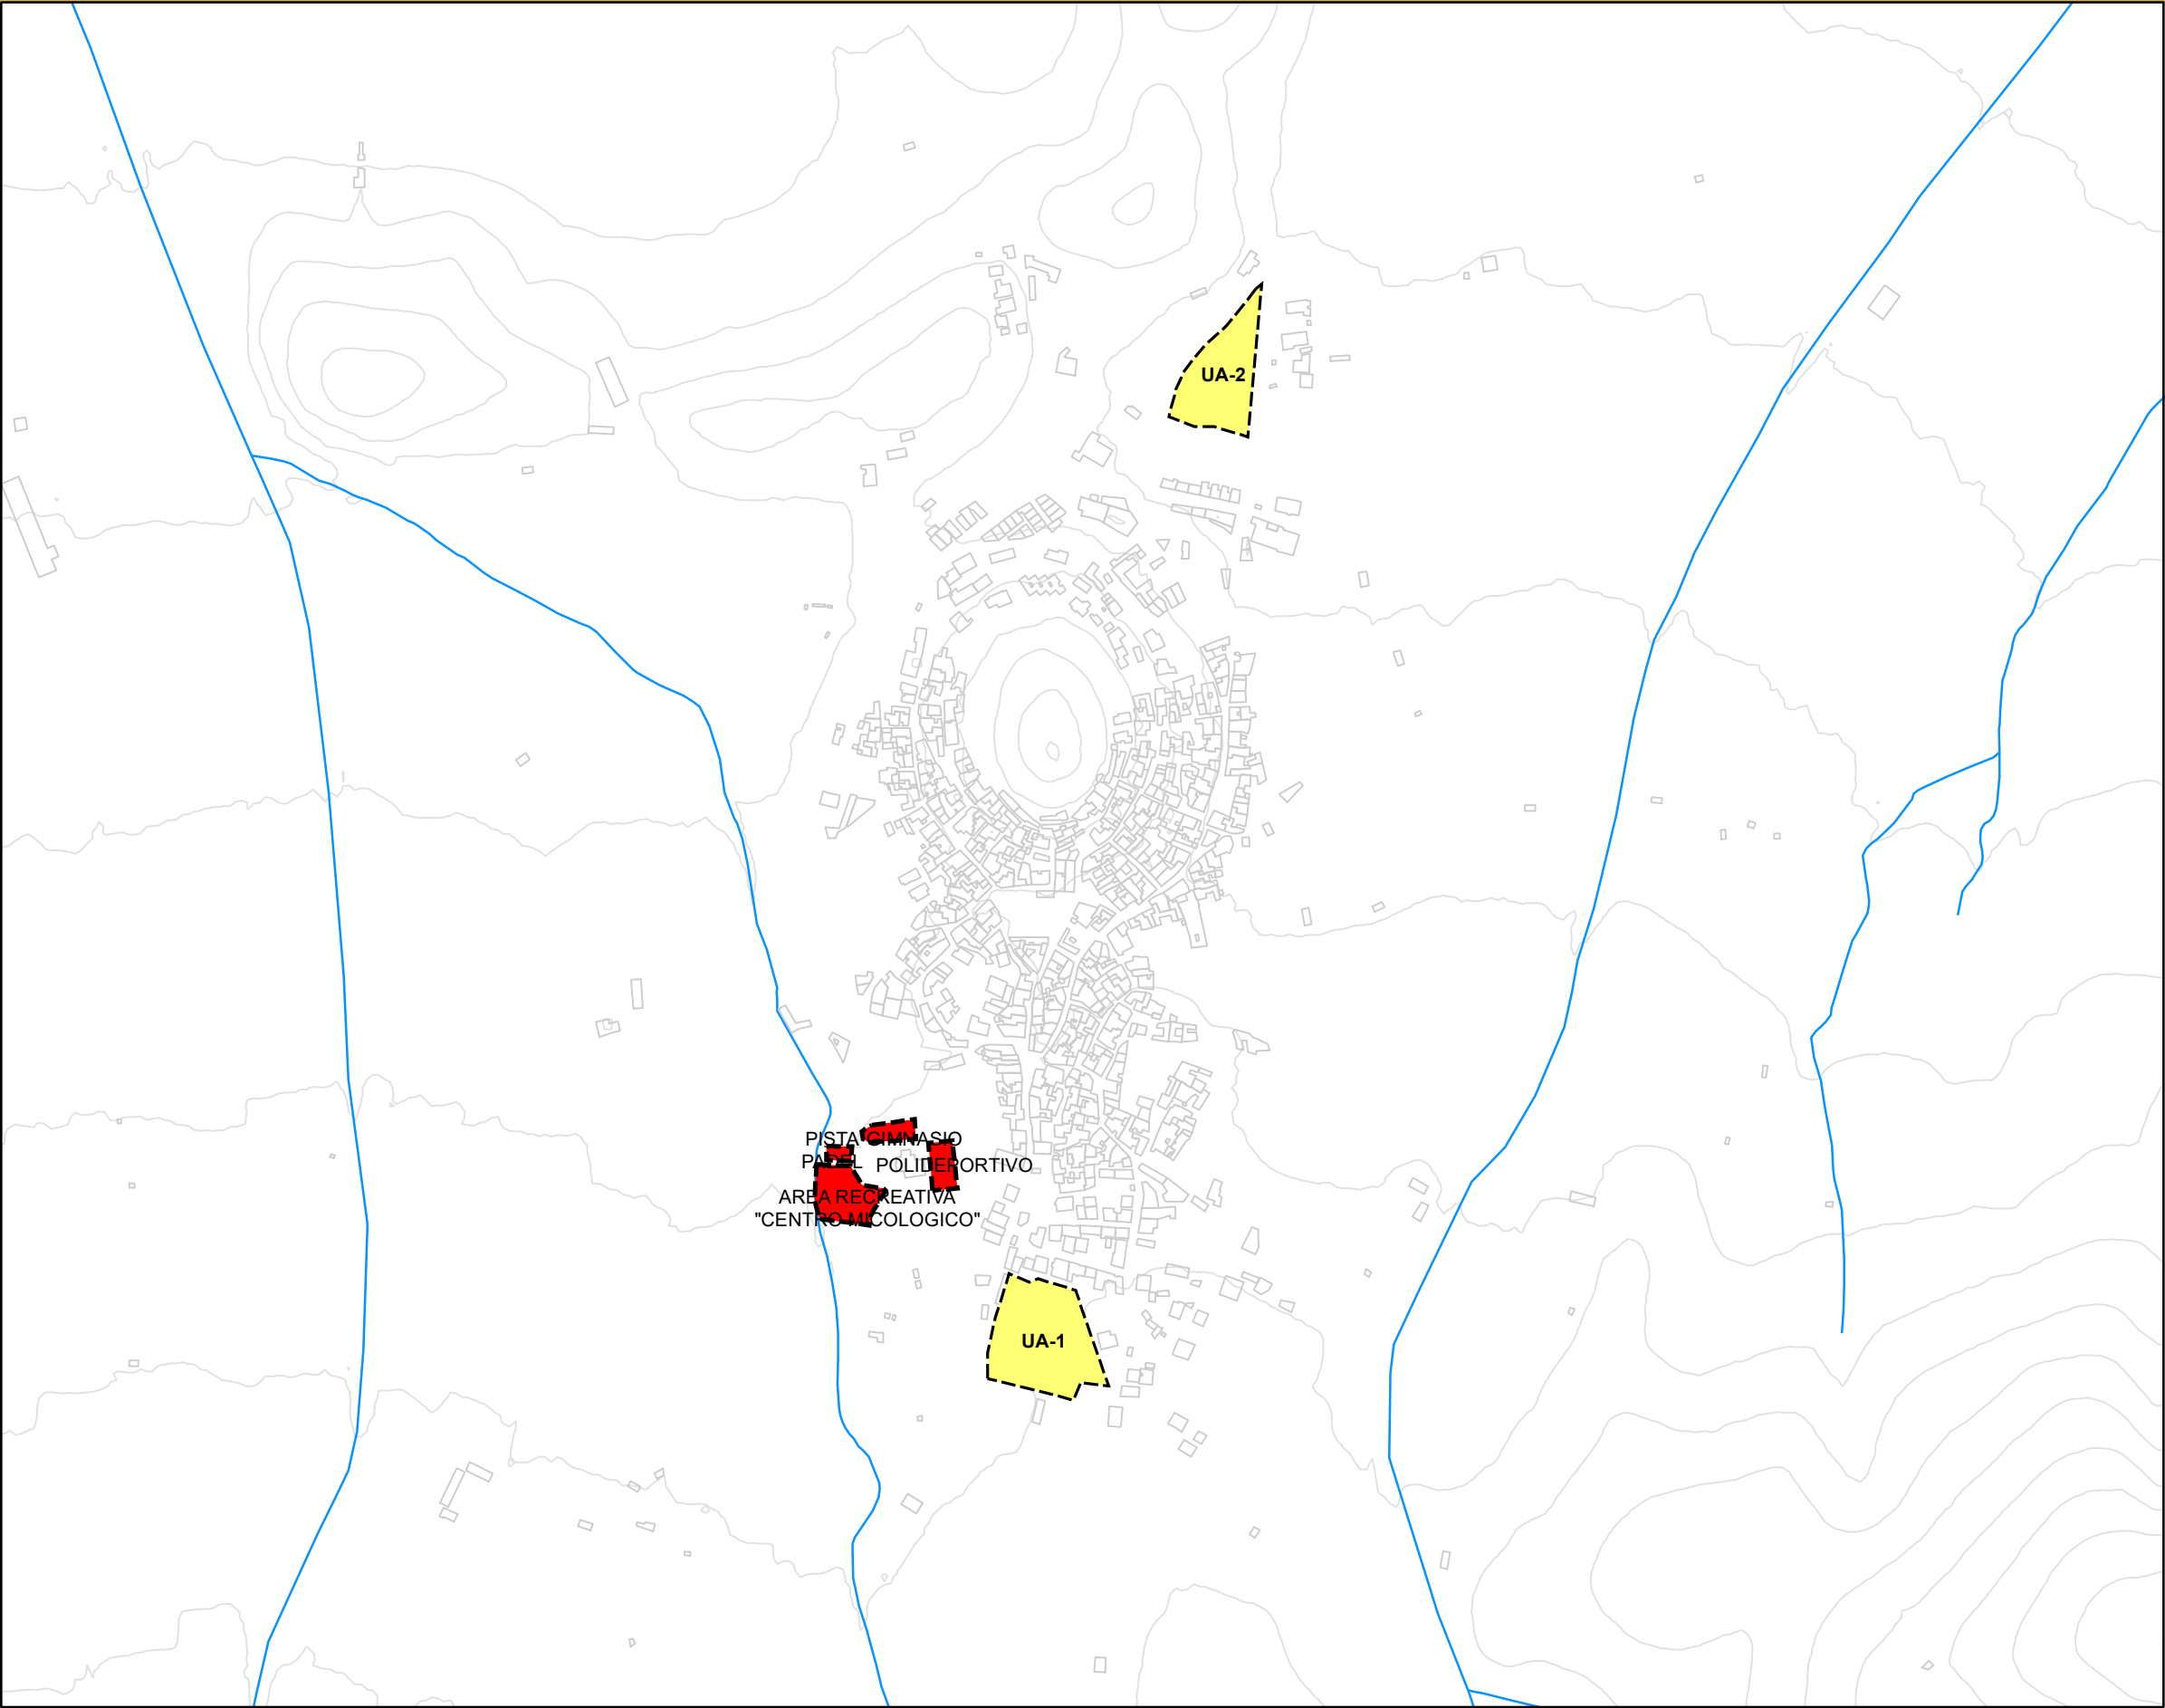 UA-2
PISTA GIMNASIO
PADEL
POLIDEPORTIVO
AREA RECREATIVA
"CENTRO MICOLOGICO"
UA-1